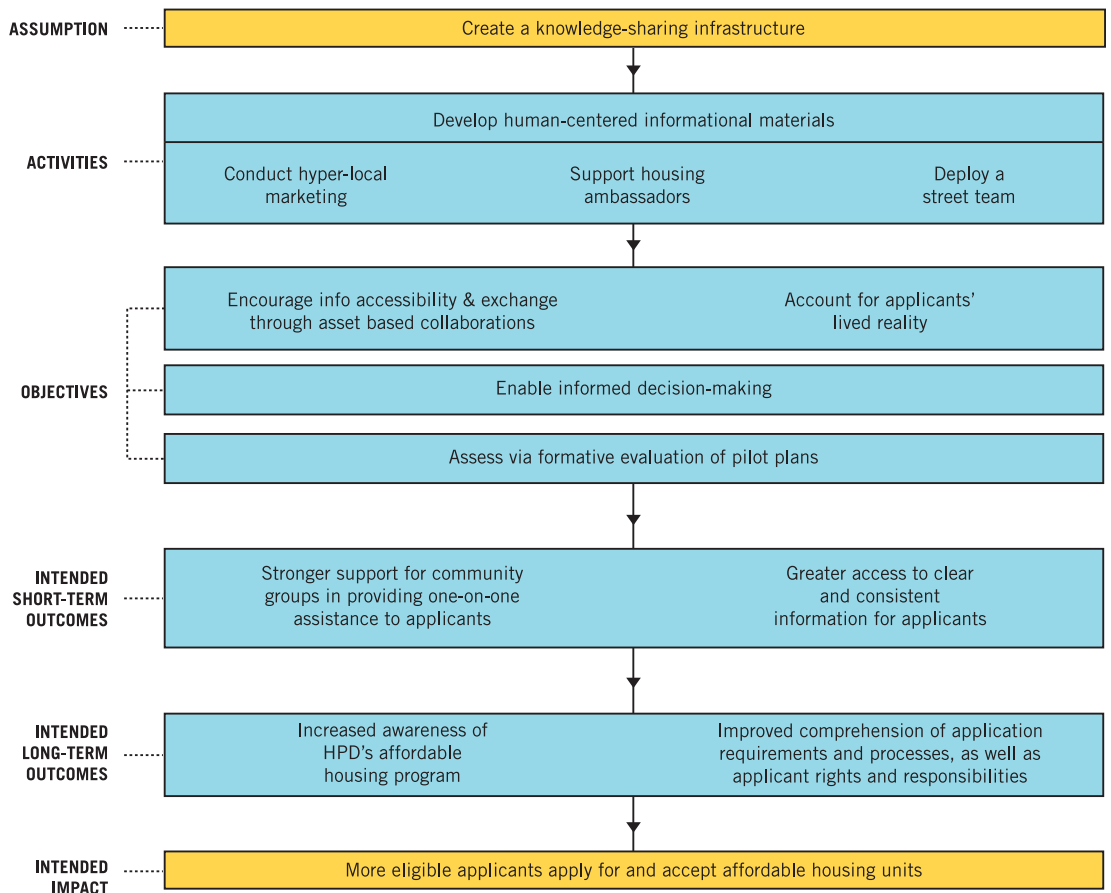 ASSUMPTION
Create a knowledge-sharing infrastructure
ACTIVITIES
Develop human-centered informational materials
Conduct hyper-local
marketing
Support housing
ambassadors
Deploy a
street team
OBJECTIVES
Encourage info accessibility & exchange
through asset based collaborations
Account for applicants’
lived reality
Enable informed decision-making
Assess via formative evaluation of pilot plans
INTENDED
SHORT-TERM
OUTCOMES
Stronger support for community
groups in providing one-on-one
assistance to applicants
Greater access to clear
and consistent
information for applicants
INTENDED
LONG-TERM
OUTCOMES
Increased awareness of
HPD’s affordable
housing program
Improved comprehension of application
requirements and processes, as well as
applicant rights and responsibilities
INTENDED
IMPACT
More eligible applicants apply for and accept affordable housing units